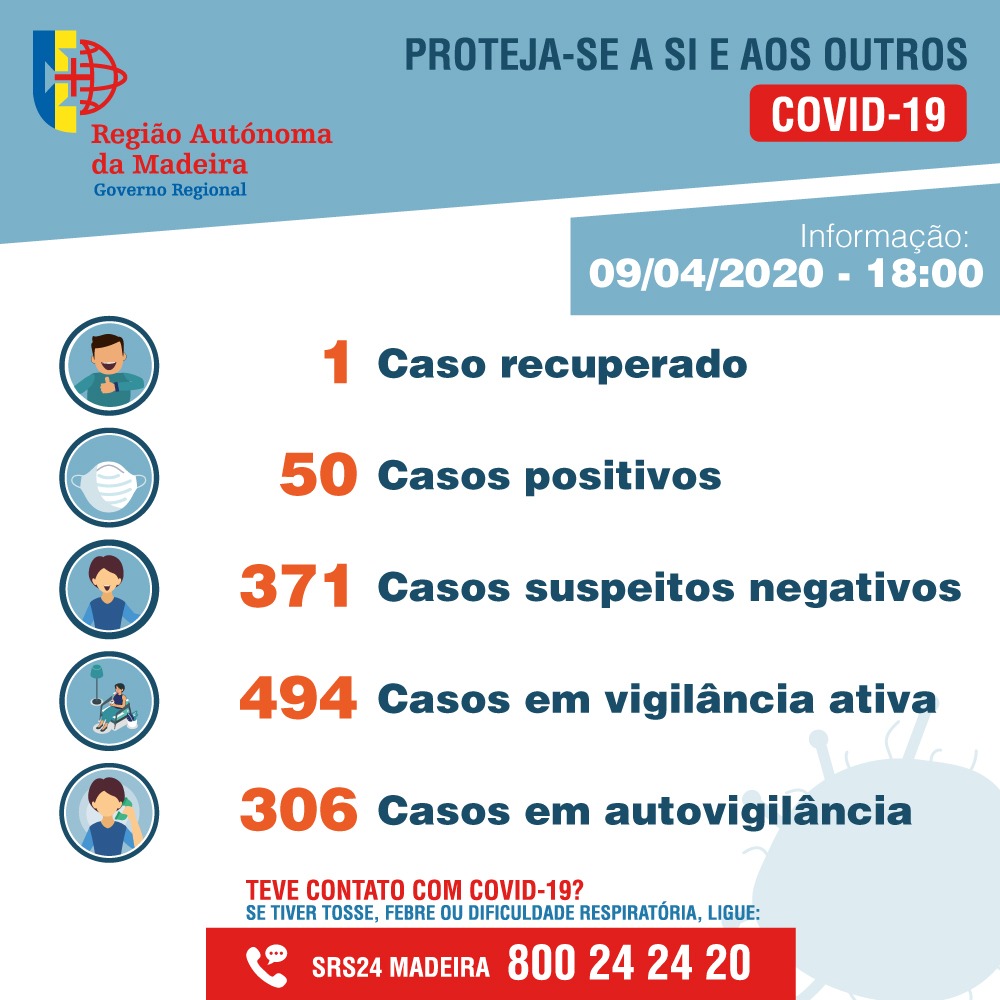 PROTEJA-SE A SI E AOS OUTROS
COVID-19
Região Autónoma
da Madeira
Governo Regional
Informação:
09/04/2020 - 18:00
1 Caso recuperado
50 Casos positivos
371 Casos suspeitos negativos
494 Casos em vigilância ativa
306 Casos em autovigilância
TEVE CONTATO COM COVID-19?
SE TIVER TOSSE, FEBRE OU DIFICULDADE RESPIRATÓRIA, LIGUE:
SRS24 MADEIRA 800 24 24 20